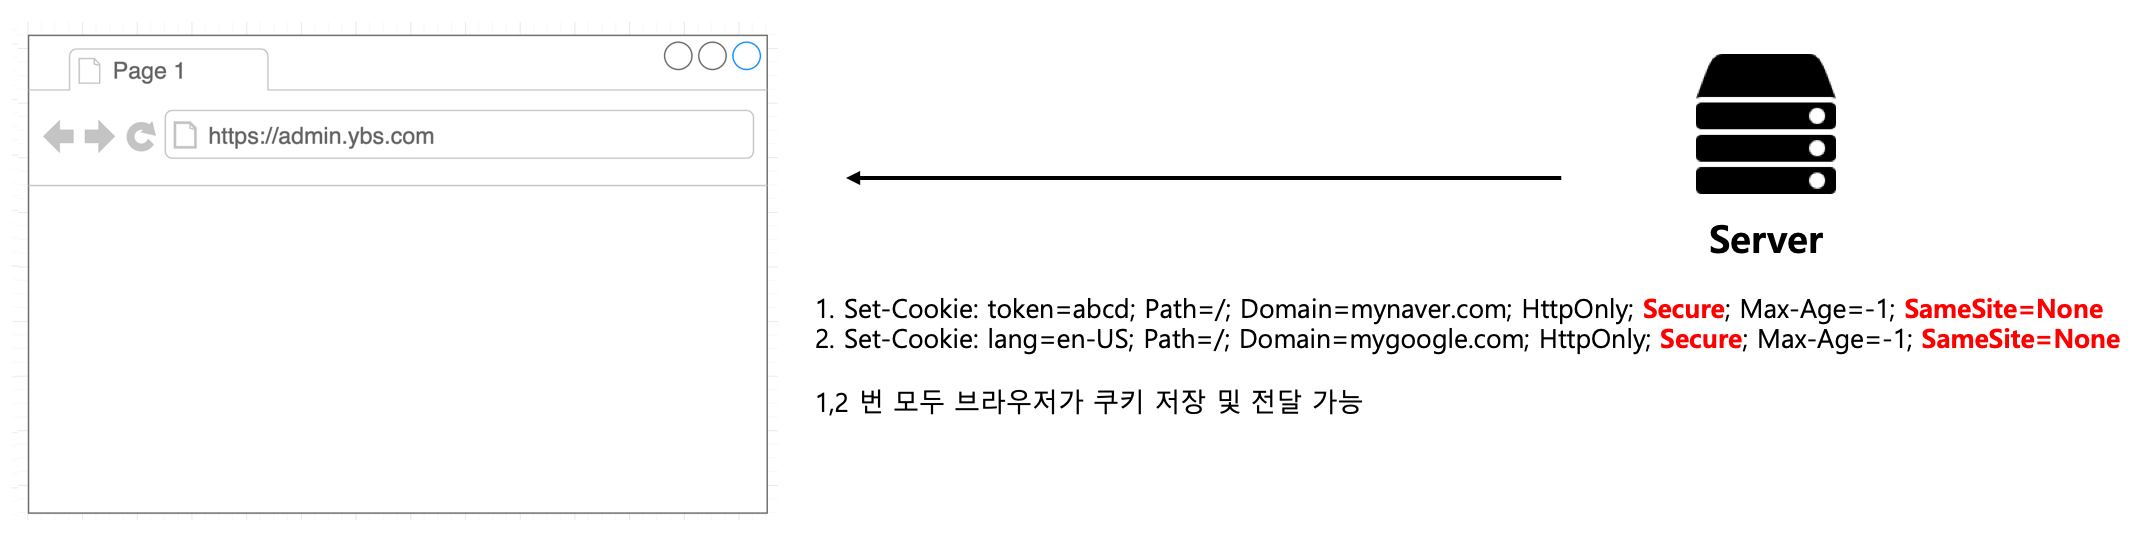 Page 1
https://admin.ybs.com
Server
1. Set-Cookie: token=abcd; Path=/; Domain=mynaver.com; HttpOnly; Secure; Max-Age=-1; SameSite=None
2. Set-Cookie: lang=en-US; Path=/; Domain=mygoogle.com; HttpOnly; Secure; Max-Age=-1; SameSite=None
1,2 번 모두 브라우저가 쿠키 저장 및 전달 가능